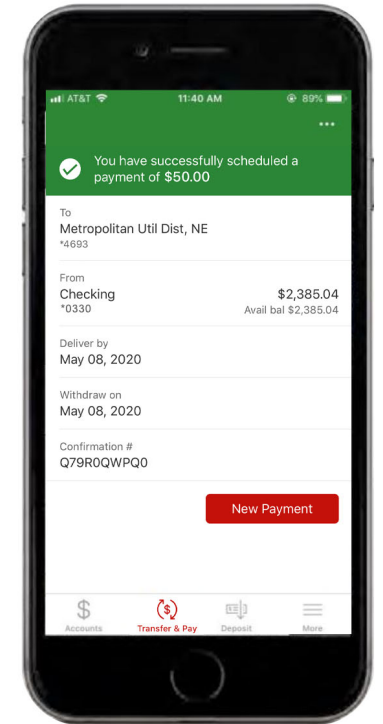 AT&T 11:40 AM 89%
...
You have successfully scheduled a
payment of $50.00
To
Metropolitan Util Dist, NE
*4693
From
Checking $2,385.04
*0330 Avail bal $2,385.04
Deliver by
May 08, 2020
Withdraw on
May 08, 2020
Confirmation #
Q79R0QWPQ0
New Payment
Accounts Transfer & Pay Deposit More